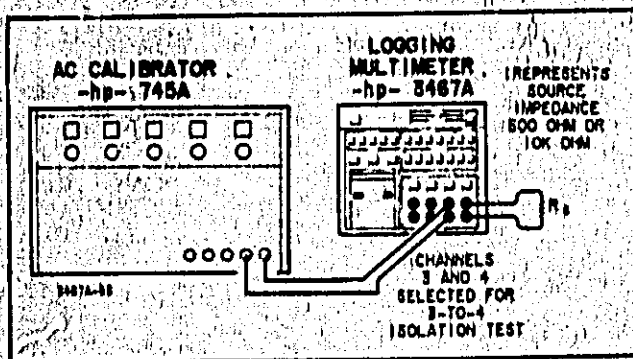 AC CALIBRATOR
-hp- 745A
LOGGING
MULTIMETER
-hp- 3467A
REPRESENTS
SOURCE
IMPEDANCE
600 OHM OR
10K OHM
CHANNELS
3 AND 4
SELECTED FOR
3-TO-4
ISOLATION TEST